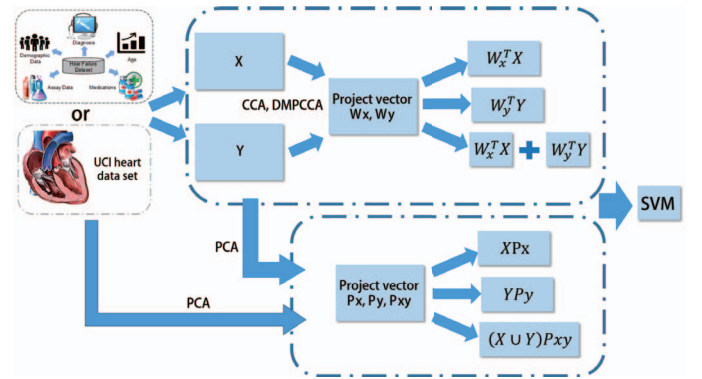 Diagnosis
Demographic
Data
Age
Hear Failure
Dataset
Assay Data
Medications
or
UCI heart
data set
X
Y
CCA, DMPCCA
Project vector
Wx, Wy
W_x^T X
W_y^T Y
W_x^T X + W_y^T Y
SVM
PCA
PCA
Project vector
Px, Py, Pxy
XPx
YPy
(X ∪ Y)Pxy